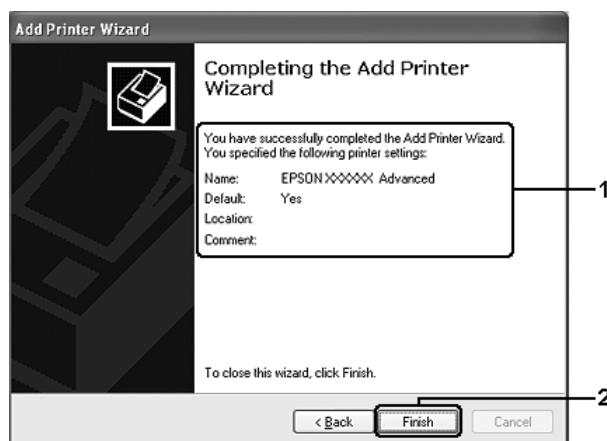 Add Printer Wizard
Completing the Add Printer
Wizard
You have successfully completed the Add Printer Wizard.
You specified the following printer settings:
Name: EPSON XXXXXX Advanced
Default: Yes
Location:
Comment:
1
To close this wizard, click Finish.
2
< Back Finish Cancel